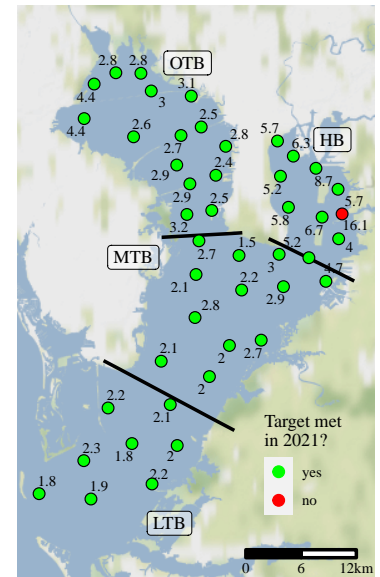 2.8 2.8 OTB
4.4 3 3.1
4.4 2.6 2.7 2.5 2.8
5.7 6.3 HB
2.9 2.4 5.2 8.7
2.9 5.7
3.2 2.5 5.8 6.7 16.1
MTB 2.7 1.5 5.2 4
3
2.1 2.2 2.9 4.7
2.8
2.1 2 2.7
2
2.2 2.1
Target met
in 2021?
yes
no
2.3 1.8 2
1.8 1.9 2.2
LTB
0 6 12km